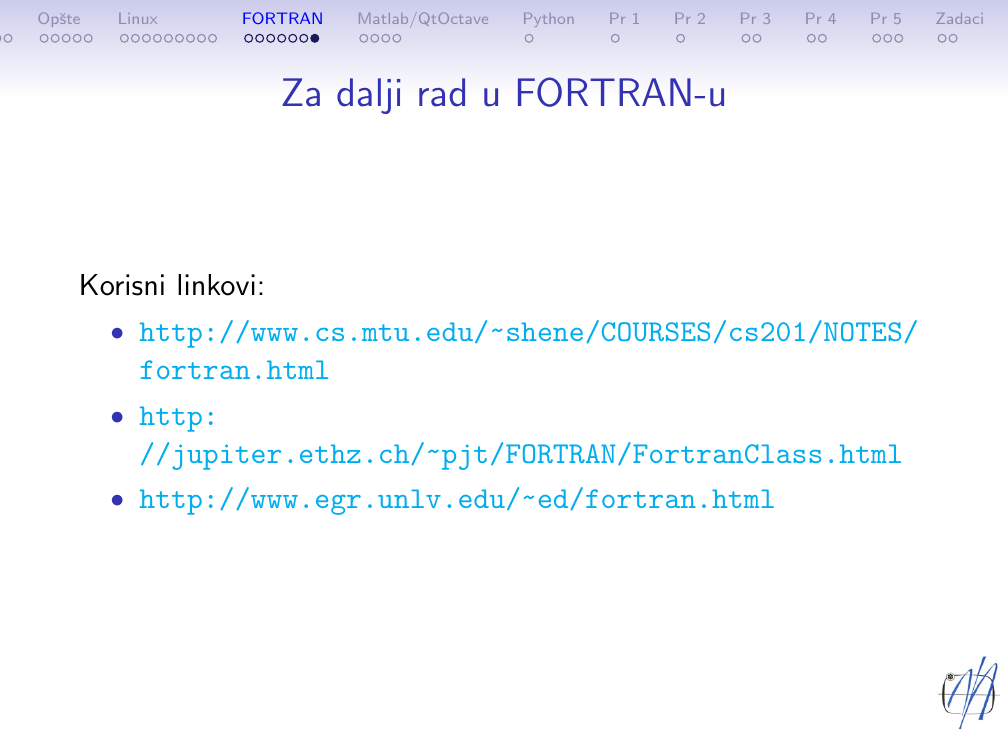 Opšte Linux FORTRAN Matlab/QtOctave Python Pr 1 Pr 2 Pr 3 Pr 4 Pr 5 Zadaci
Za dalji rad u FORTRAN-u
Korisni linkovi:
• http://www.cs.mtu.edu/~shene/COURSES/cs201/NOTES/
fortran.html
• http:
//jupiter.ethz.ch/~pjt/FORTRAN/FortranClass.html
• http://www.egr.unlv.edu/~ed/fortran.html